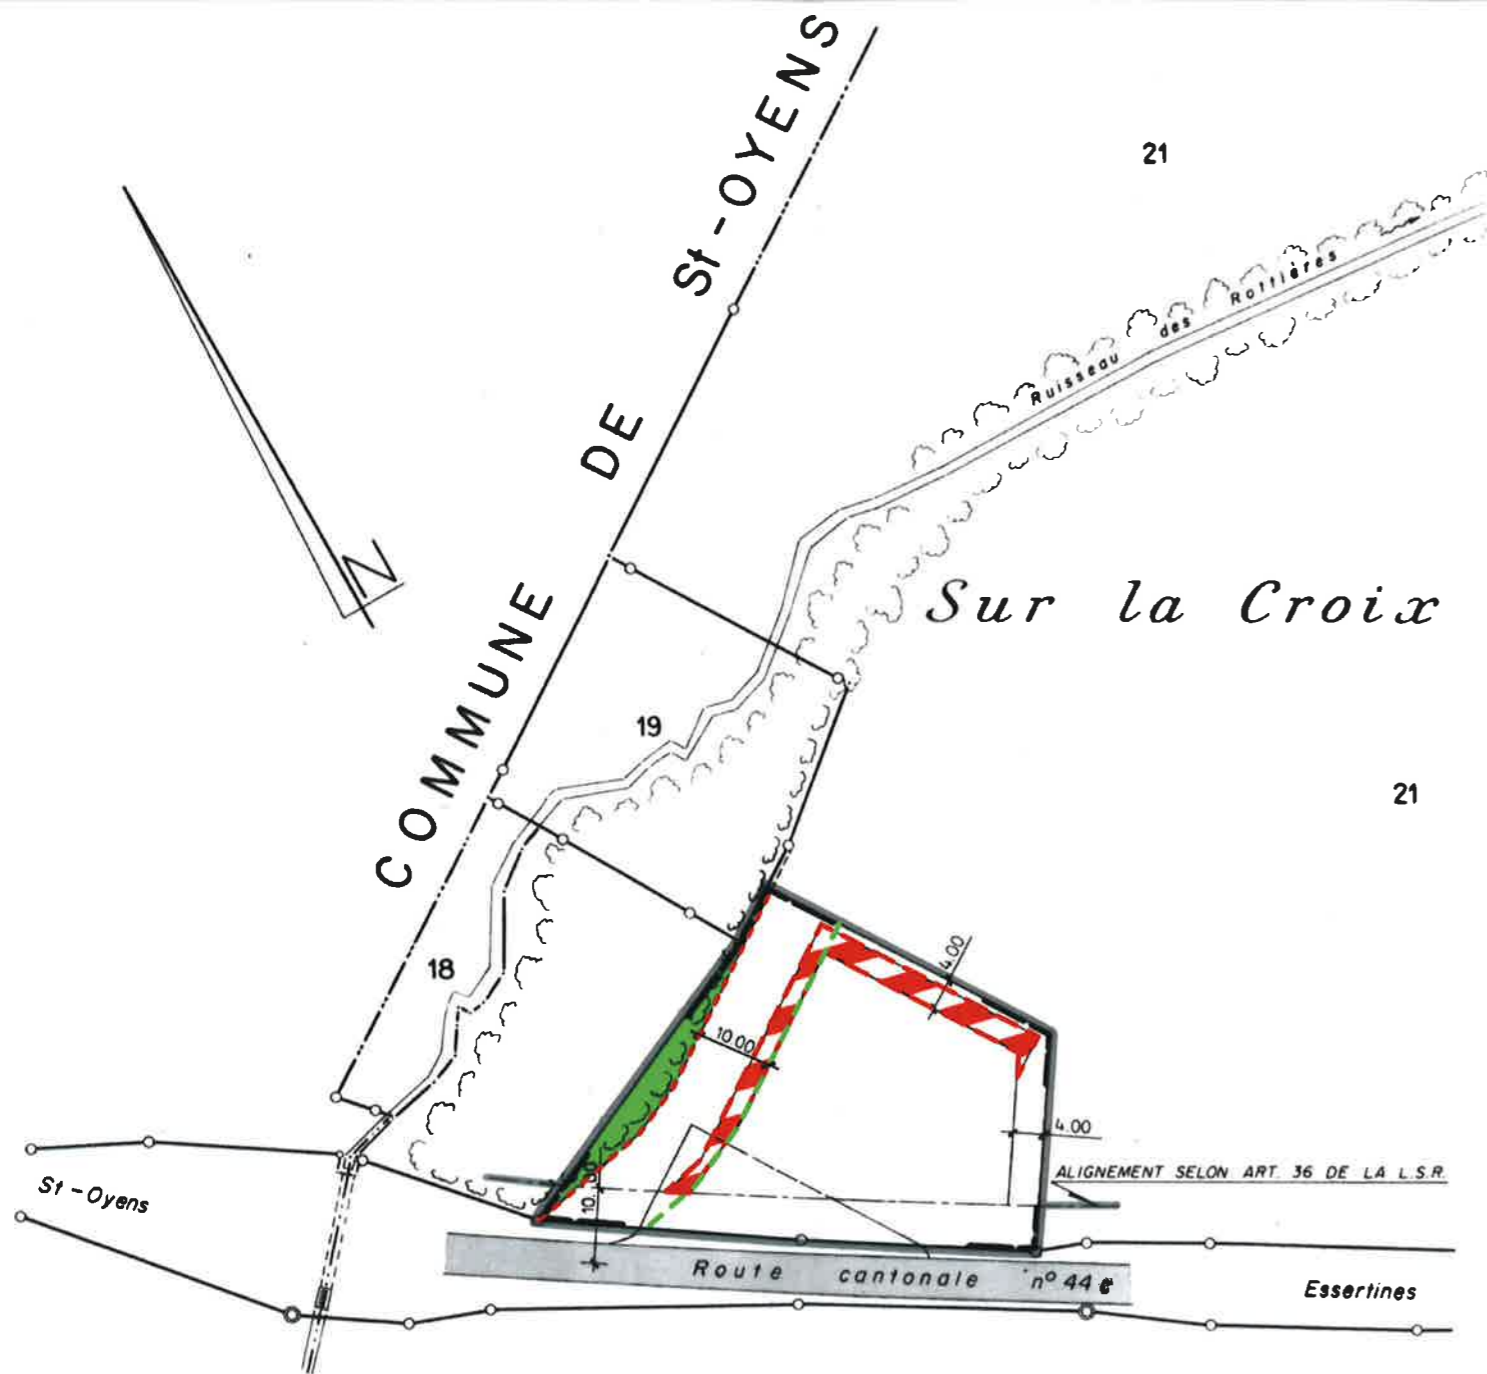 COMMUNE DE St-OYENS
21
Ruisseau des Rottières
N
Sur la Croix
19
21
18
4.00
10.00
4.00
ALIGNEMENT SELON ART. 36 DE LA L.S.R.
10.00
St-Oyens
Route cantonale n° 44
Essertines